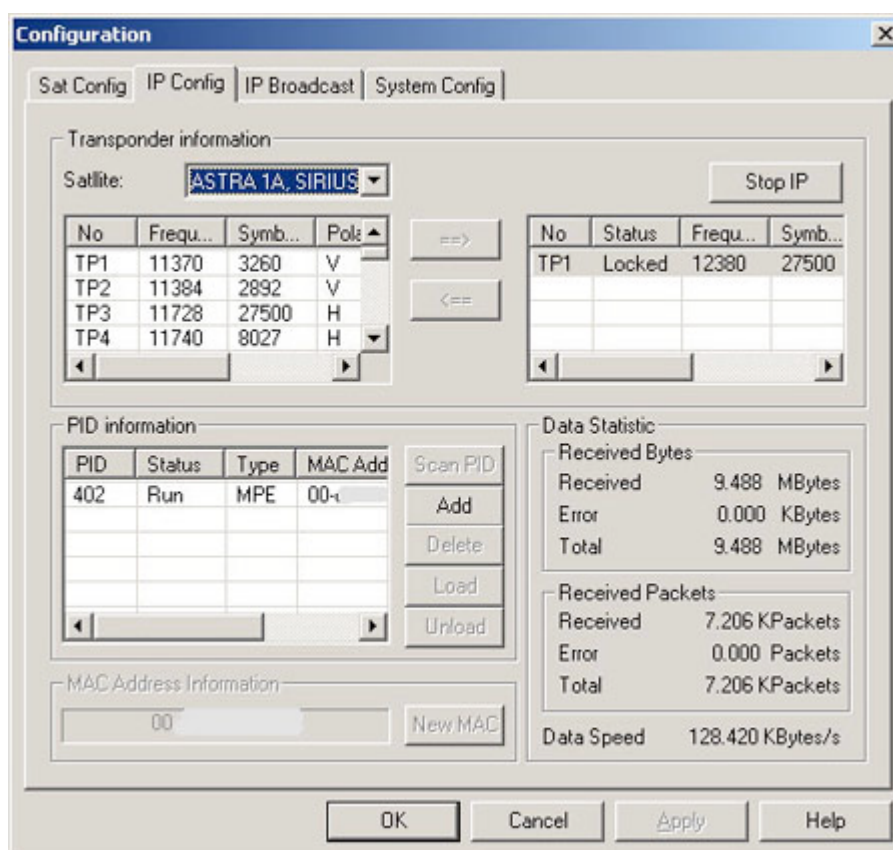 Configuration
Sat Config IP Config IP Broadcast System Config
Transponder information
Satllite: ASTRA 1A, SIRIUS
Stop IP
No Frequ... Symb... Pola
TP1 11370 3260 V
TP2 11384 2892 V
TP3 11728 27500 H
TP4 11740 8027 H
==>
<==
No Status Frequ... Symb...
TP1 Locked 12380 27500
PID information
PID Status Type MAC Add
402 Run MPE 00-
Scan PID
Add
Delete
Load
Unload
MAC Address Information
00
New MAC
Data Statistic
Received Bytes
Received 9.488 MBytes
Error 0.000 KBytes
Total 9.488 MBytes
Received Packets
Received 7.206 KPackets
Error 0.000 Packets
Total 7.206 KPackets
Data Speed 128.420 KBytes/s
OK Cancel Apply Help